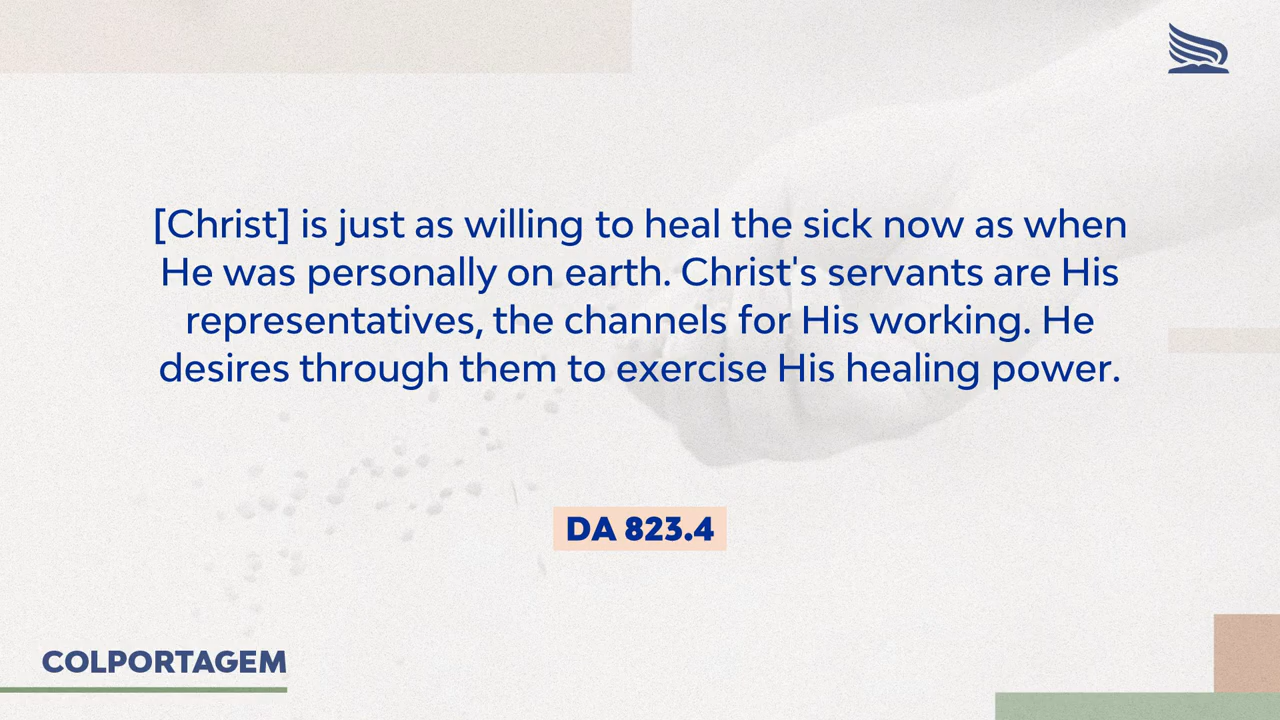 [Christ] is just as willing to heal the sick now as when
He was personally on earth. Christ's servants are His
representatives, the channels for His working. He
desires through them to exercise His healing power.
DA 823.4
COLPORTAGEM